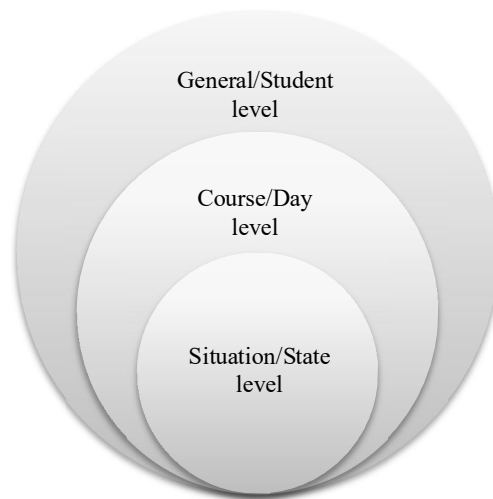 General/Student
level
Course/Day
level
Situation/State
level